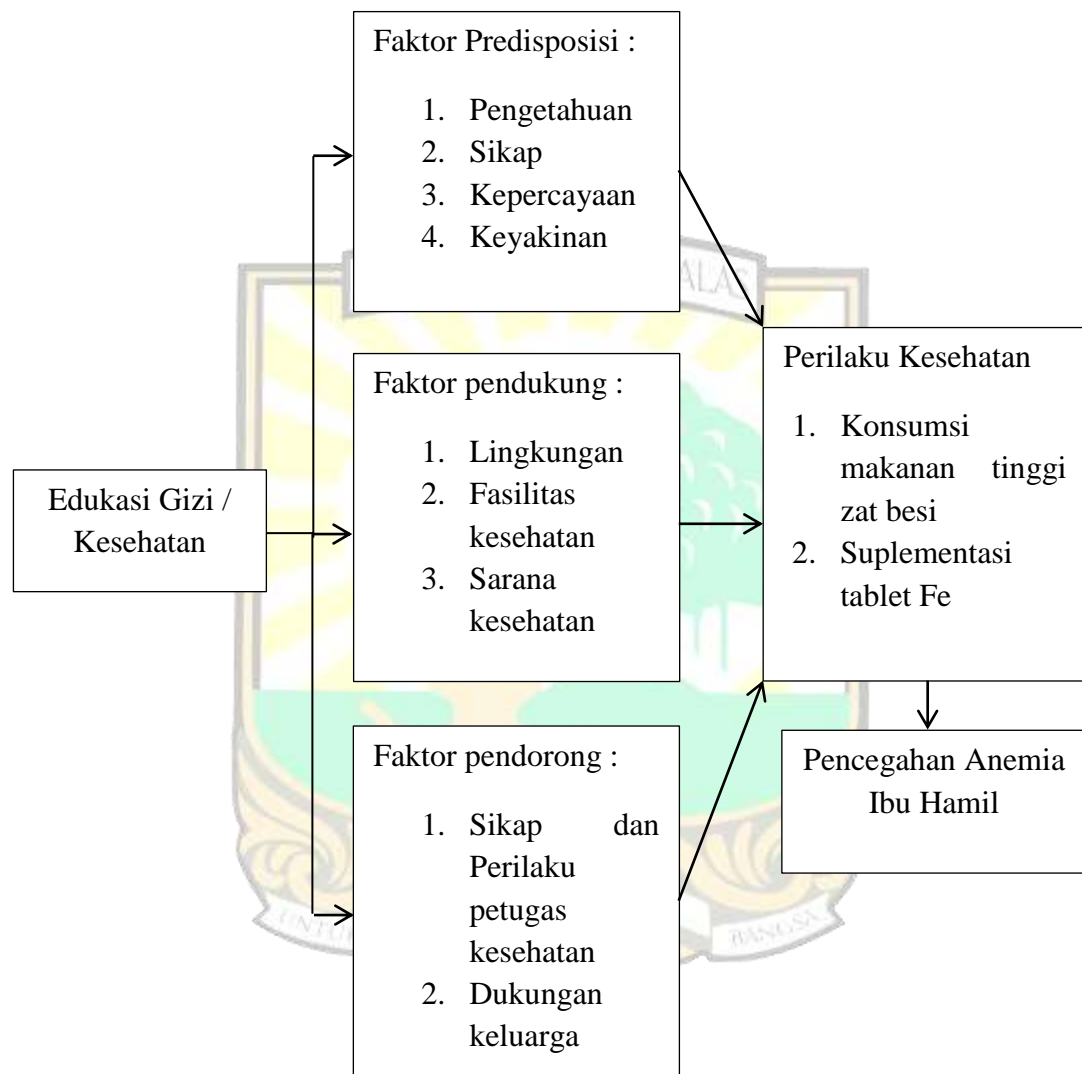 Faktor Predisposisi :
1. Pengetahuan
2. Sikap
3. Kepercayaan
4. Keyakinan
Faktor pendukung :
1. Lingkungan
2. Fasilitas
kesehatan
3. Sarana
kesehatan
Edukasi Gizi /
Kesehatan
Perilaku Kesehatan
1. Konsumsi
makanan tinggi
zat besi
2. Suplementasi
tablet Fe
Faktor pendorong :
1. Sikap dan
Perilaku
petugas
kesehatan
2. Dukungan
keluarga
Pencegahan Anemia
Ibu Hamil
BANGSA